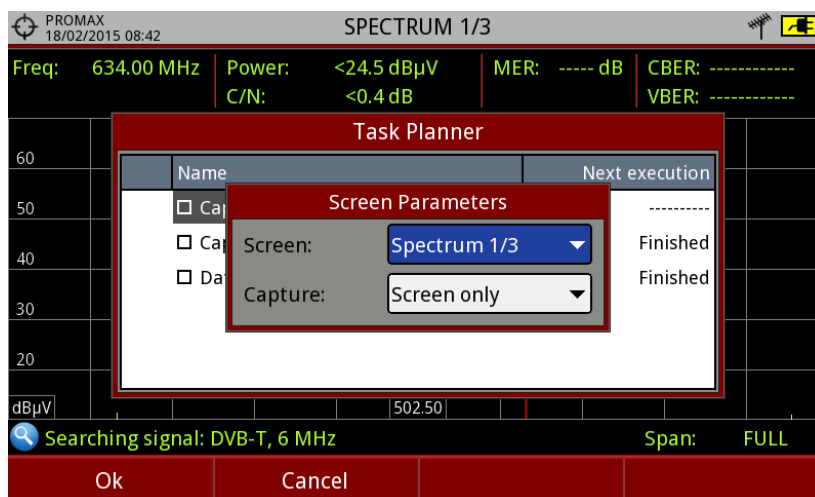 PROMAX
18/02/2015 08:42
SPECTRUM 1/3
Freq: 634.00 MHz Power: <24.5 dBµV MER: ----- dB CBER: ------------
C/N: <0.4 dB VBER: ------------
Task Planner
60
Name Next execution
50
Screen Parameters
----------
Screen: Spectrum 1/3
Finished
40
Finished
Capture: Screen only
30
20
dBµV 502.50
Searching signal: DVB-T, 6 MHz Span: FULL
Ok Cancel